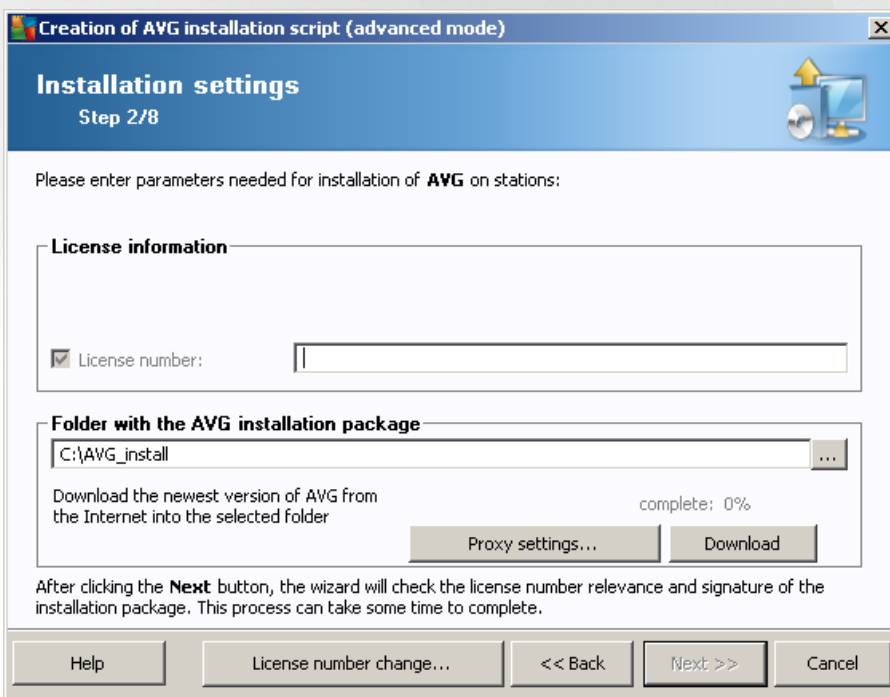 Creation of AVG installation script (advanced mode)
Installation settings
Step 2/8
Please enter parameters needed for installation of AVG on stations:
License information
License number:
Folder with the AVG installation package
C:\AVG_install
...
Download the newest version of AVG from
the Internet into the selected folder
complete: 0%
Proxy settings...
Download
After clicking the Next button, the wizard will check the license number relevance and signature of the
installation package. This process can take some time to complete.
Help
License number change...
<< Back
Next >>
Cancel